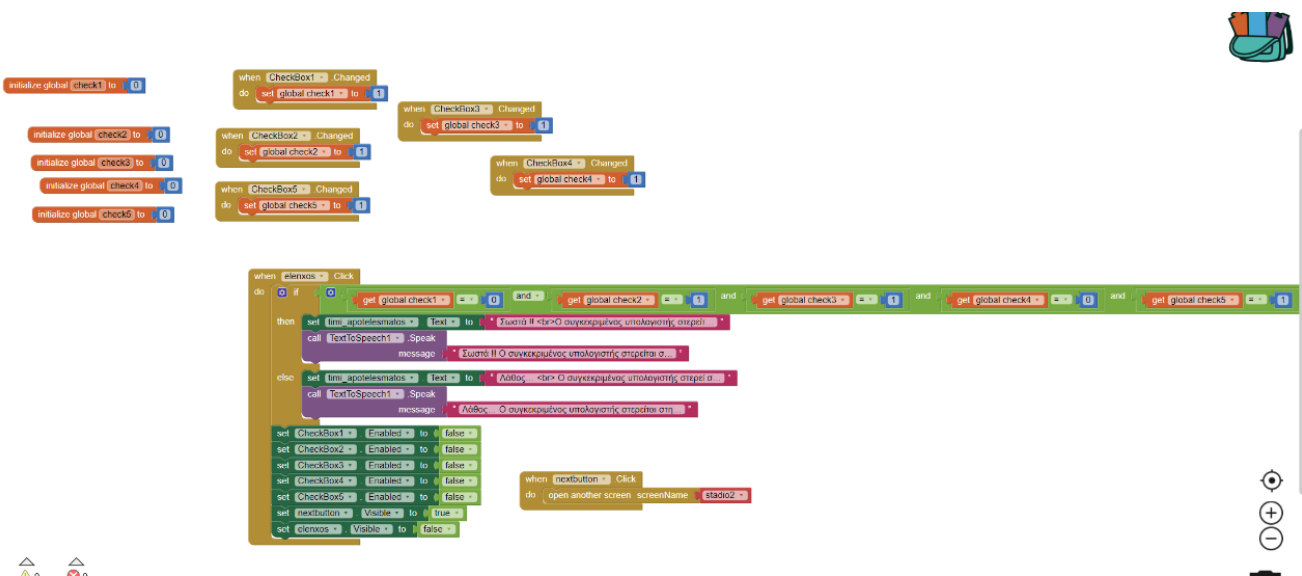 initialize global check1 to 0
when CheckBox1 .Changed
do set global check1 to 1
when CheckBox3 .Changed
do set global check3 to 1
initialize global check2 to 0
when CheckBox2 .Changed
do set global check2 to 1
initialize global check3 to 0
when CheckBox4 .Changed
do set global check4 to 1
initialize global check4 to 0
when CheckBox5 .Changed
do set global check5 to 1
initialize global check5 to 0
when elenxos .Click
do if get global check1 = 0 and get global check2 = 1 and get global check3 = 1 and get global check4 = 0 and get global check5 = 1
then set timi_apotelesmatos . Text to " Σωστά !! <br>Ο συγκεκριμένος υπολογιστής στερείτ... "
call TextToSpeech1 .Speak
message " Σωστά !! Ο συγκεκριμένος υπολογιστής στερείται σ... "
else set timi_apotelesmatos . Text to " Λάθος... <br> Ο συγκεκριμένος υπολογιστής στερεί σ... "
call TextToSpeech1 .Speak
message " Λάθος... Ο συγκεκριμένος υπολογιστής στερείται στη... "
set CheckBox1 . Enabled to false
set CheckBox2 . Enabled to false
set CheckBox3 . Enabled to false
set CheckBox4 . Enabled to false
set CheckBox5 . Enabled to false
set nextbutton . Visible to true
set elenxos . Visible to false
when nextbutton .Click
do open another screen screenName stadio2